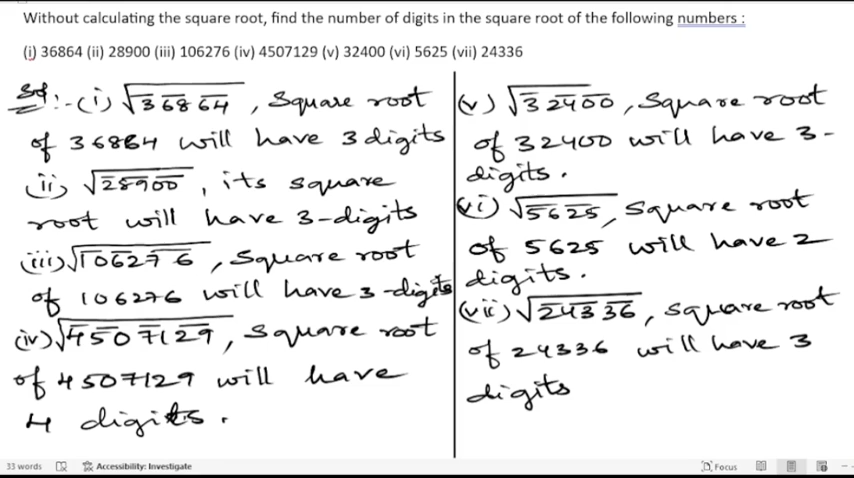 Without calculating the square root, find the number of digits in the square root of the following numbers :
(i) 36864 (ii) 28900 (iii) 106276 (iv) 4507129 (v) 32400 (vi) 5625 (vii) 24336
Sol:-(i) √36864, Square root
of 36864 will have 3 digits
(ii) √28900, its square
root will have 3-digits
(iii) √106276, Square root
of 106276 will have 3-digits
(iv) √4507129, Square root
of 4507129 will have
4 digits.
(v) √32400, Square root
of 32400 will have 3-
digits.
(vi) √5625, Square root
of 5625 will have 2
digits.
(vii) √24336, square root
of 24336 will have 3
digits
33 words
Accessibility: Investigate
Focus